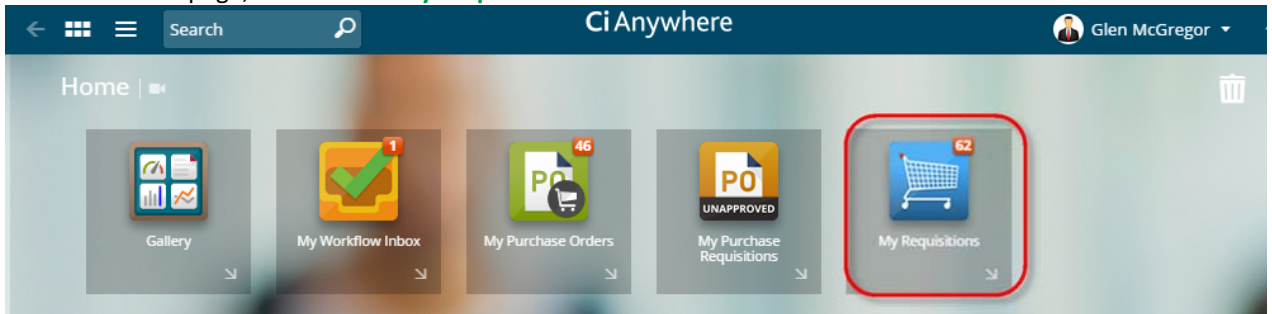 Search
Ci Anywhere
Glen McGregor
Home
1
46
PO
PO
UNAPPROVED
62
Gallery
My Workflow Inbox
My Purchase Orders
My Purchase
Requisitions
My Requisitions